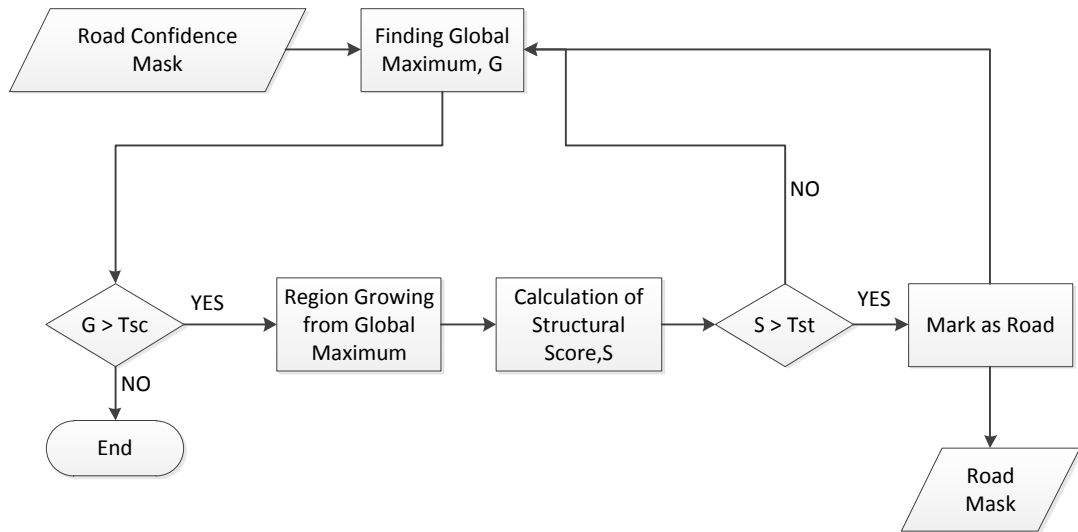 Road Confidence
Mask
Finding Global
Maximum, G
NO
G > Tsc
YES
Region Growing
from Global
Maximum
Calculation of
Structural
Score,S
S > Tst
YES
Mark as Road
NO
End
Road
Mask